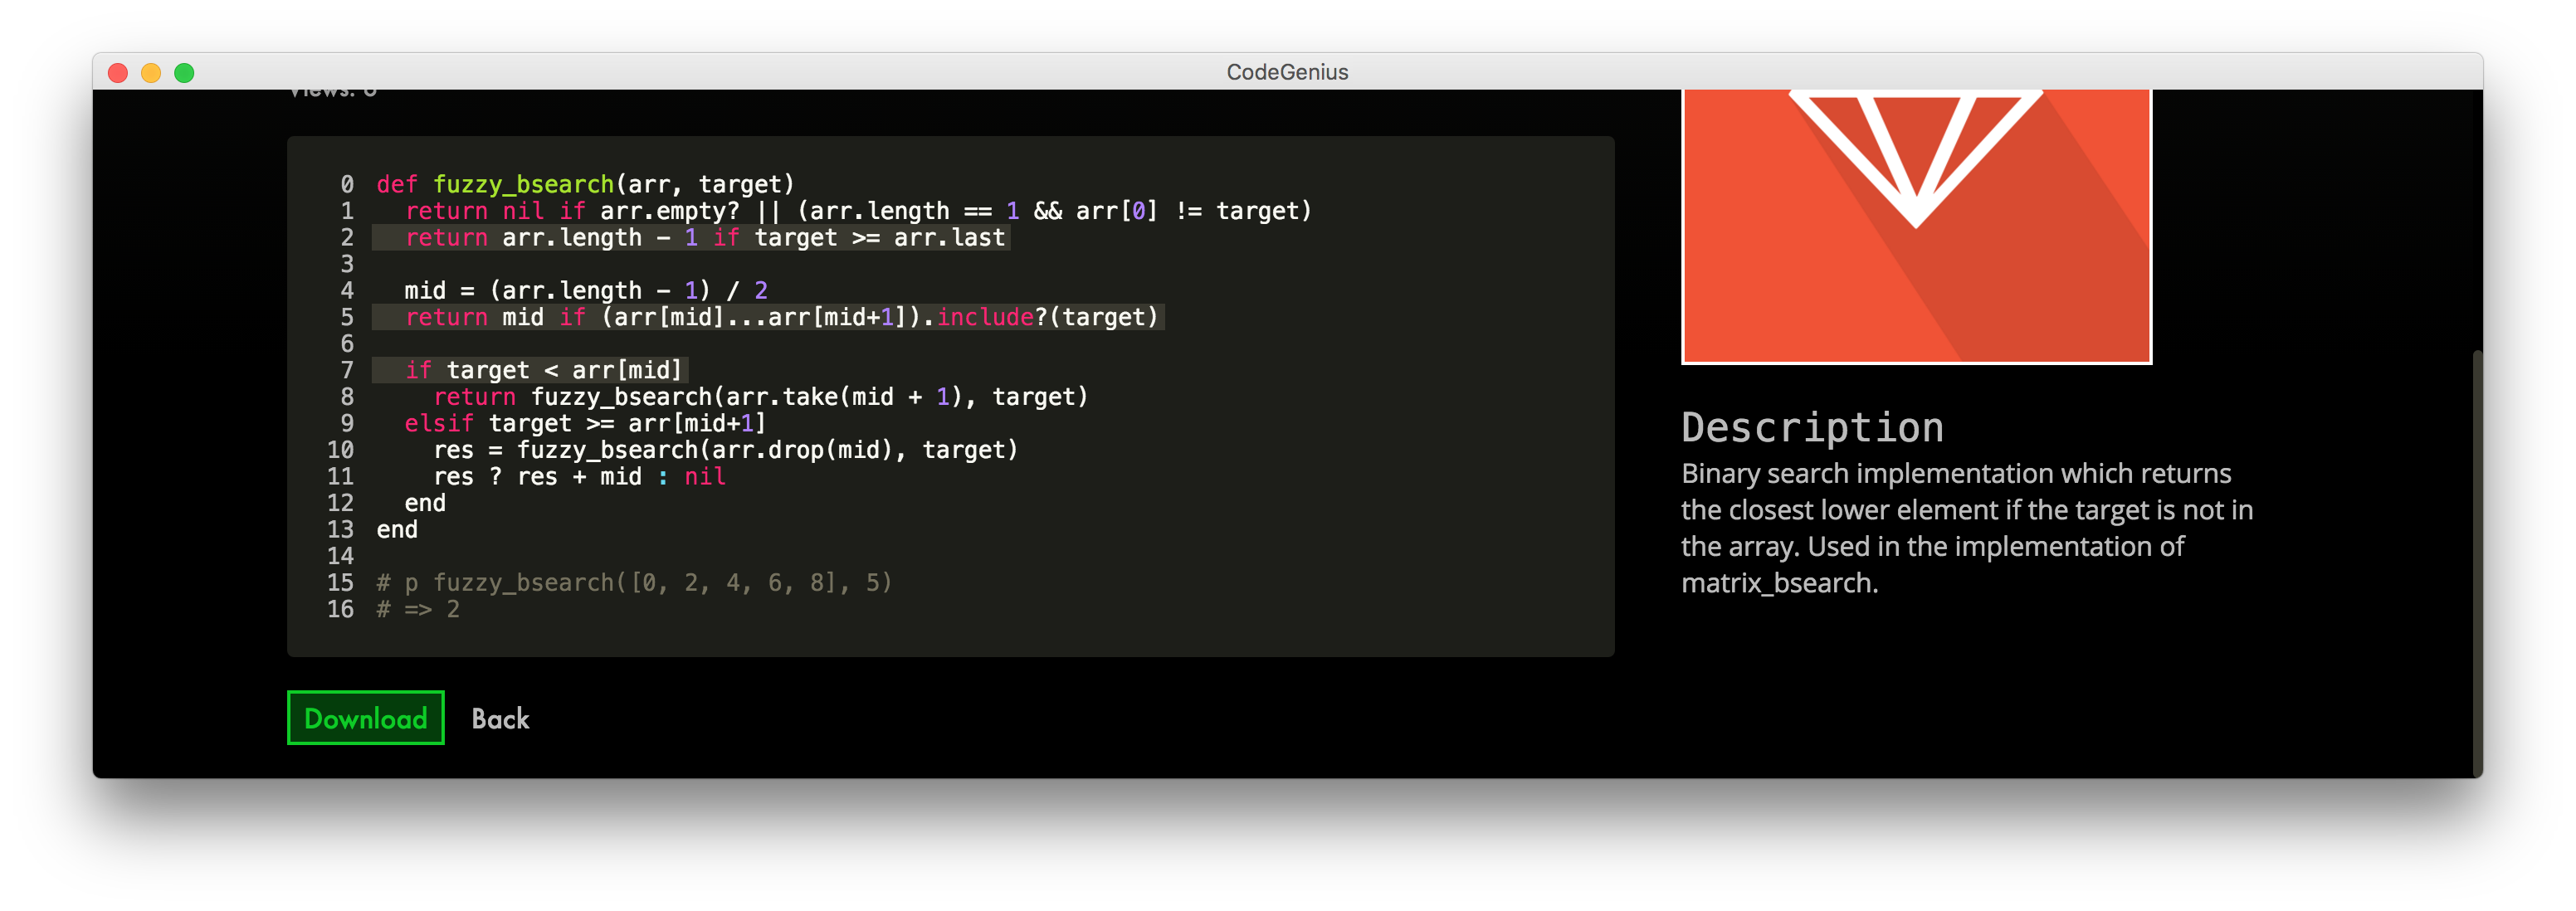 CodeGenius
Views: 6
0 def fuzzy_bsearch(arr, target)
1   return nil if arr.empty? || (arr.length == 1 && arr[0] != target)
2   return arr.length - 1 if target >= arr.last
3
4   mid = (arr.length - 1) / 2
5   return mid if (arr[mid]...arr[mid+1]).include?(target)
6
7   if target < arr[mid]
8     return fuzzy_bsearch(arr.take(mid + 1), target)
9   elsif target >= arr[mid+1]
10     res = fuzzy_bsearch(arr.drop(mid), target)
11     res ? res + mid : nil
12   end
13 end
14
15 # p fuzzy_bsearch([0, 2, 4, 6, 8], 5)
16 # => 2
Download Back
Description
Binary search implementation which returns
the closest lower element if the target is not in
the array. Used in the implementation of
matrix_bsearch.